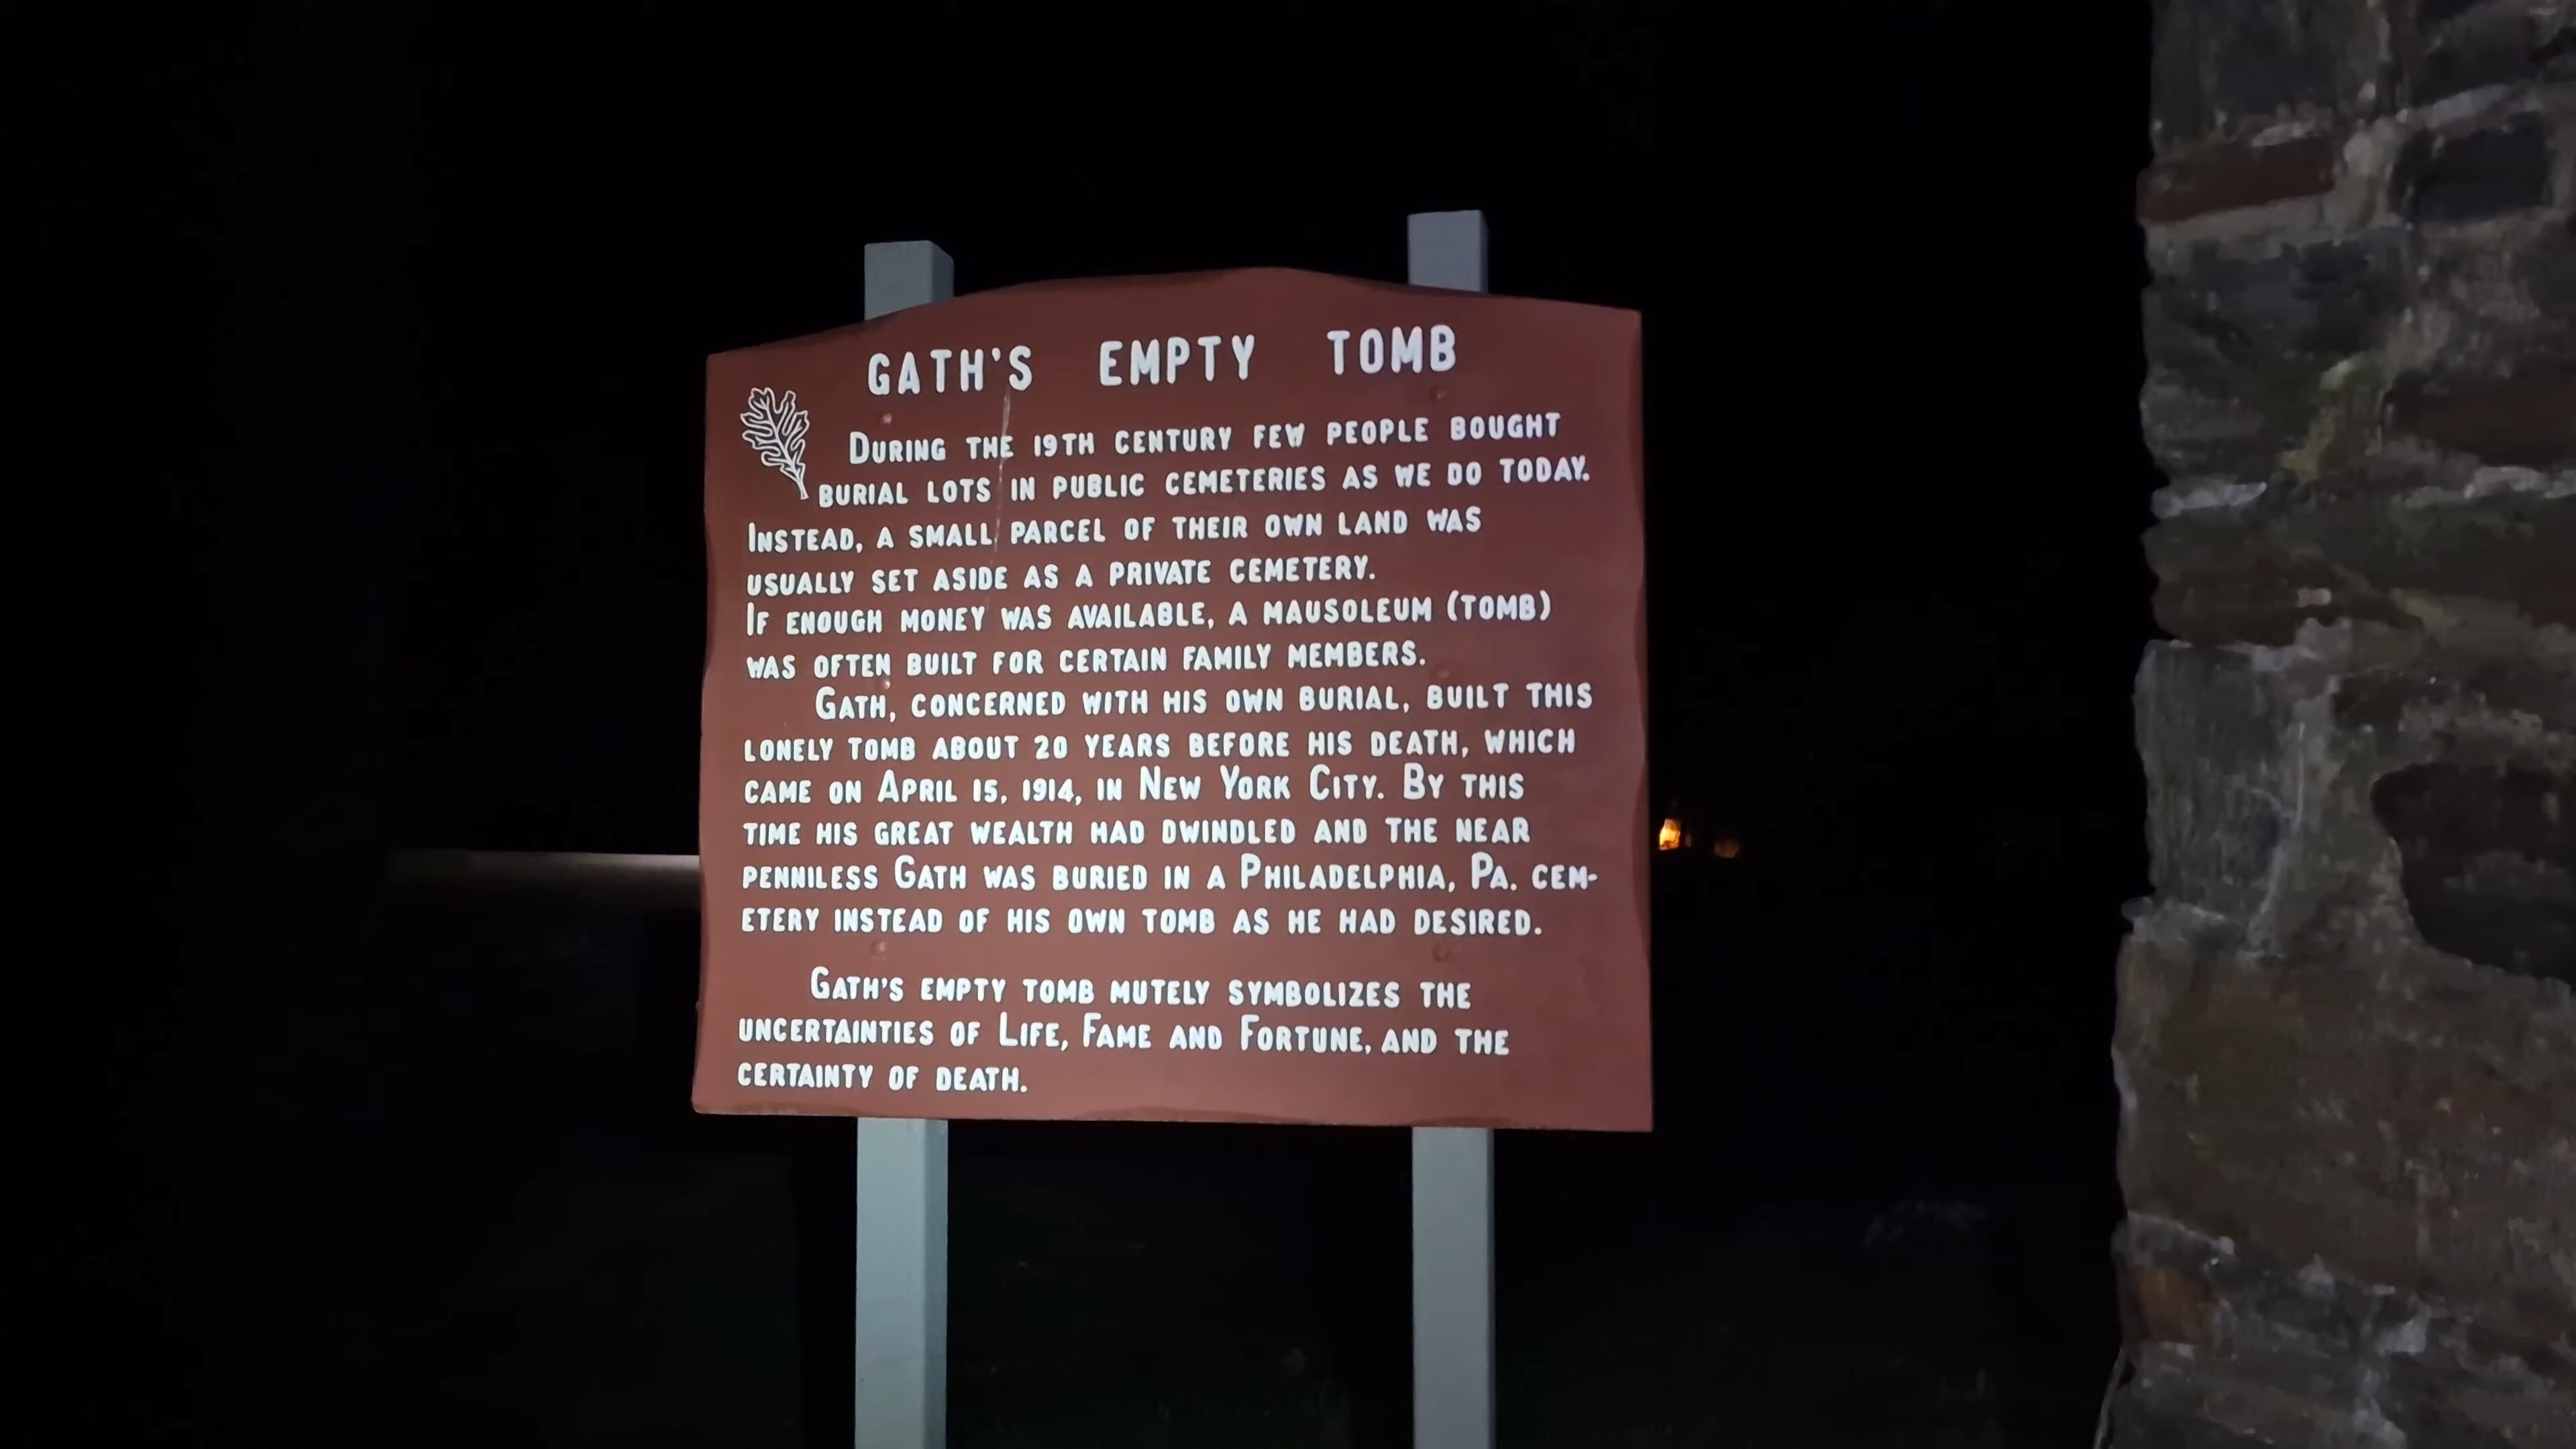 GATH'S EMPTY TOMB
DURING THE 19TH CENTURY FEW PEOPLE BOUGHT
BURIAL LOTS IN PUBLIC CEMETERIES AS WE DO TODAY.
INSTEAD, A SMALL PARCEL OF THEIR OWN LAND WAS
USUALLY SET ASIDE AS A PRIVATE CEMETERY.
IF ENOUGH MONEY WAS AVAILABLE, A MAUSOLEUM (TOMB)
WAS OFTEN BUILT FOR CERTAIN FAMILY MEMBERS.
GATH, CONCERNED WITH HIS OWN BURIAL, BUILT THIS
LONELY TOMB ABOUT 20 YEARS BEFORE HIS DEATH, WHICH
CAME ON APRIL 15, 1914, IN NEW YORK CITY. BY THIS
TIME HIS GREAT WEALTH HAD DWINDLED AND THE NEAR
PENNILESS GATH WAS BURIED IN A PHILADELPHIA, PA. CEM-
ETERY INSTEAD OF HIS OWN TOMB AS HE HAD DESIRED.
GATH'S EMPTY TOMB MUTELY SYMBOLIZES THE
UNCERTAINTIES OF LIFE, FAME AND FORTUNE, AND THE
CERTAINTY OF DEATH.